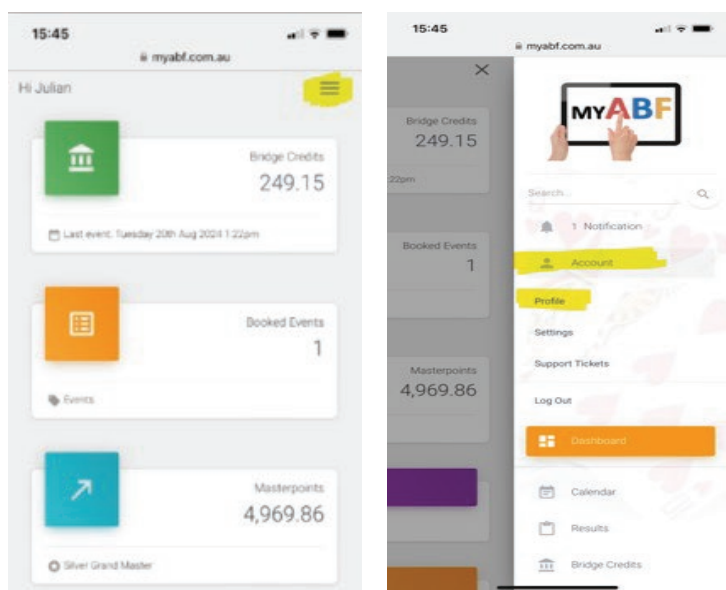 15:45
myabf.com.au
Hi Julian
Bridge Credits
249.15
Last event. Tuesday 20th Aug 2024 1:22pm
Booked Events
1
Events
Masterpoints
4,969.86
Silver Grand Master
15:45
myabf.com.au
Bridge Credits
249.15
:22pm
Booked Events
1
Masterpoints
4,969.86
MYABF
Search...
1 Notification
Account
Profile
Settings
Support Tickets
Log Out
Dashboard
Calendar
Results
Bridge Credits